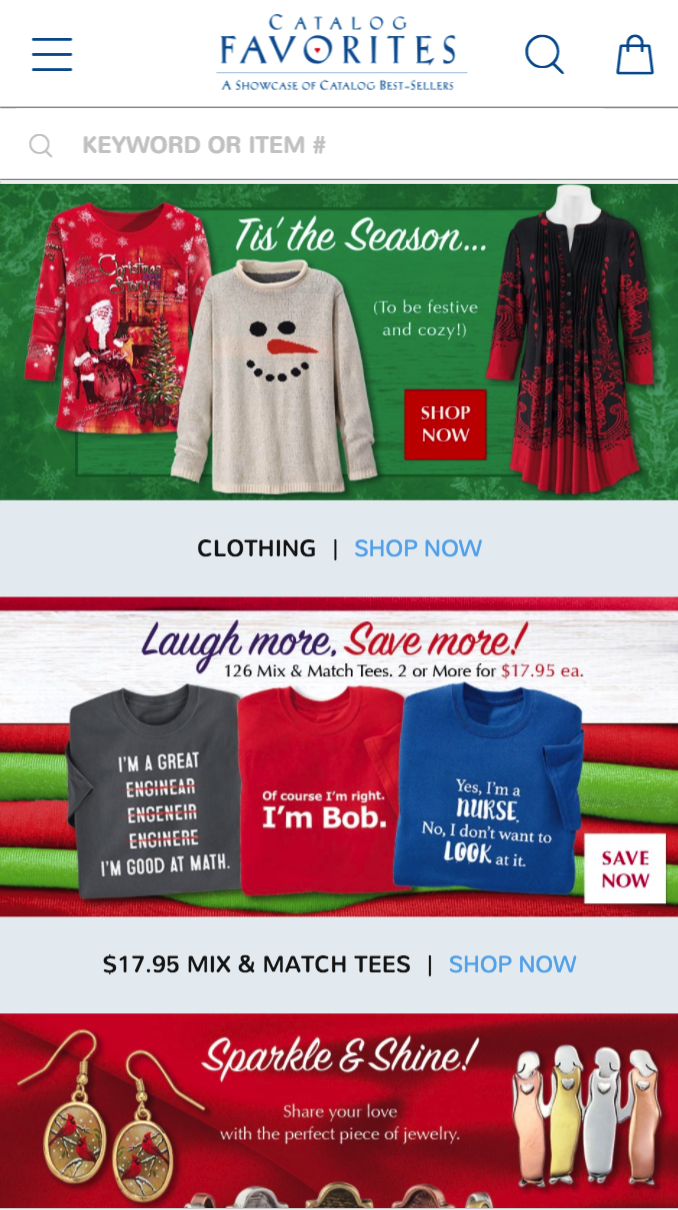 CATALOG
FAVORITES
A SHOWCASE OF CATALOG BEST-SELLERS
KEYWORD OR ITEM #
Tis' the Season...
Christmas
Story
(To be festive
and cozy!)
SHOP
NOW
CLOTHING | SHOP NOW
Laugh more, Save more!
126 Mix & Match Tees. 2 or More for $17.95 ea.
I'M A GREAT
ENGINEAR
ENGENEIR
ENGINERE
I'M GOOD AT MATH.
Of course I'm right.
I'm Bob.
Yes, I'm a
NURSE.
No, I don't want to
LOOK at it.
SAVE
NOW
$17.95 MIX & MATCH TEES | SHOP NOW
Sparkle & Shine!
Share your love
with the perfect piece of jewelry.